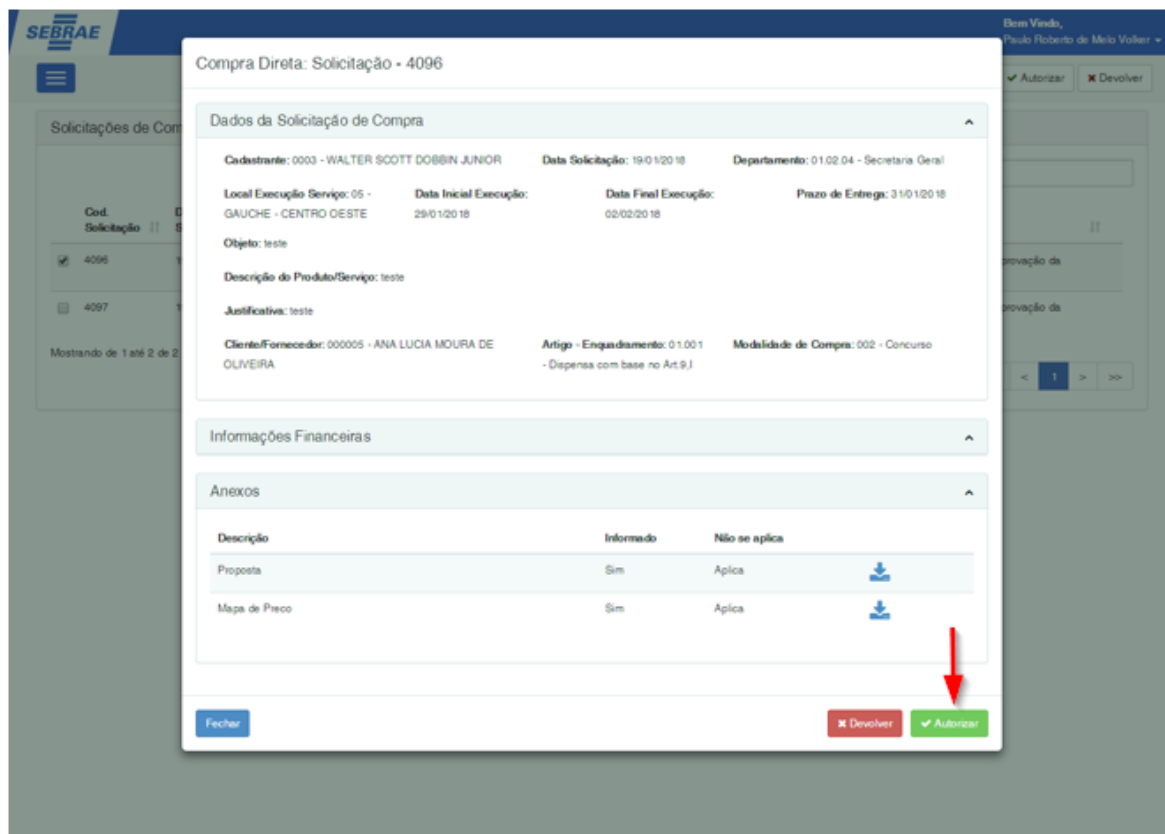 SEBRAE
Bem Vindo,
Paulo Roberto de Melo Volker
Autorizar
Devolver
Compra Direta: Solicitação - 4096
Solicitações de Com
Dados da Solicitação de Compra
Cadastrante: 0003 - WALTER SCOTT DOBBIN JUNIOR Data Solicitação: 19/01/2018 Departamento: 01.02.04 - Secretaria Geral
Local Execução Serviço: 05 - Data Inicial Execução: Data Final Execução: Prazo de Entrega: 31/01/2018
GAUCHE - CENTRO OESTE 29/01/2018 02/02/2018
Objeto: teste
Descrição do Produto/Serviço: teste
Justificativa: teste
Cliente/Fornecedor: 000005 - ANA LUCIA MOURA DE Artigo - Enquadramento: 01.001 Modalidade de Compra: 002 - Concurso
OLIVEIRA - Dispensa com base no Art.9,I
Cod.
Solicitação
4096
provação da
4097
provação da
Mostrando de 1 até 2 de 2
< 1 > >>
Informações Financeiras
Anexos
Descrição Informado Não se aplica
Proposta Sim Aplica
Mapa de Preco Sim Aplica
Fechar
Devolver
Autorizar